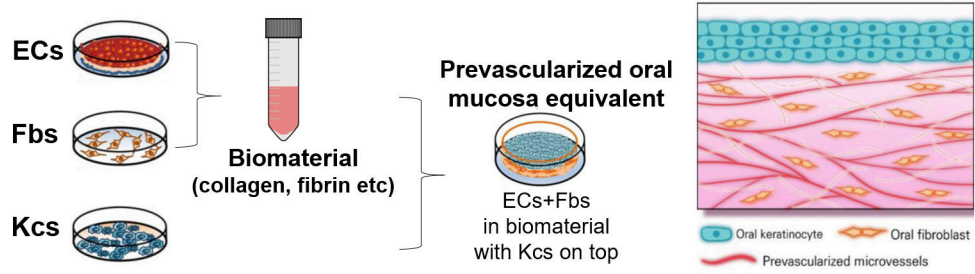 ECs
Fbs
Kcs
Biomaterial
(collagen, fibrin etc)
Prevascularized oral
mucosa equivalent
ECs+Fbs
in biomaterial
with Kcs on top
Oral keratinocyte
Oral fibroblast
Prevascularized microvessels